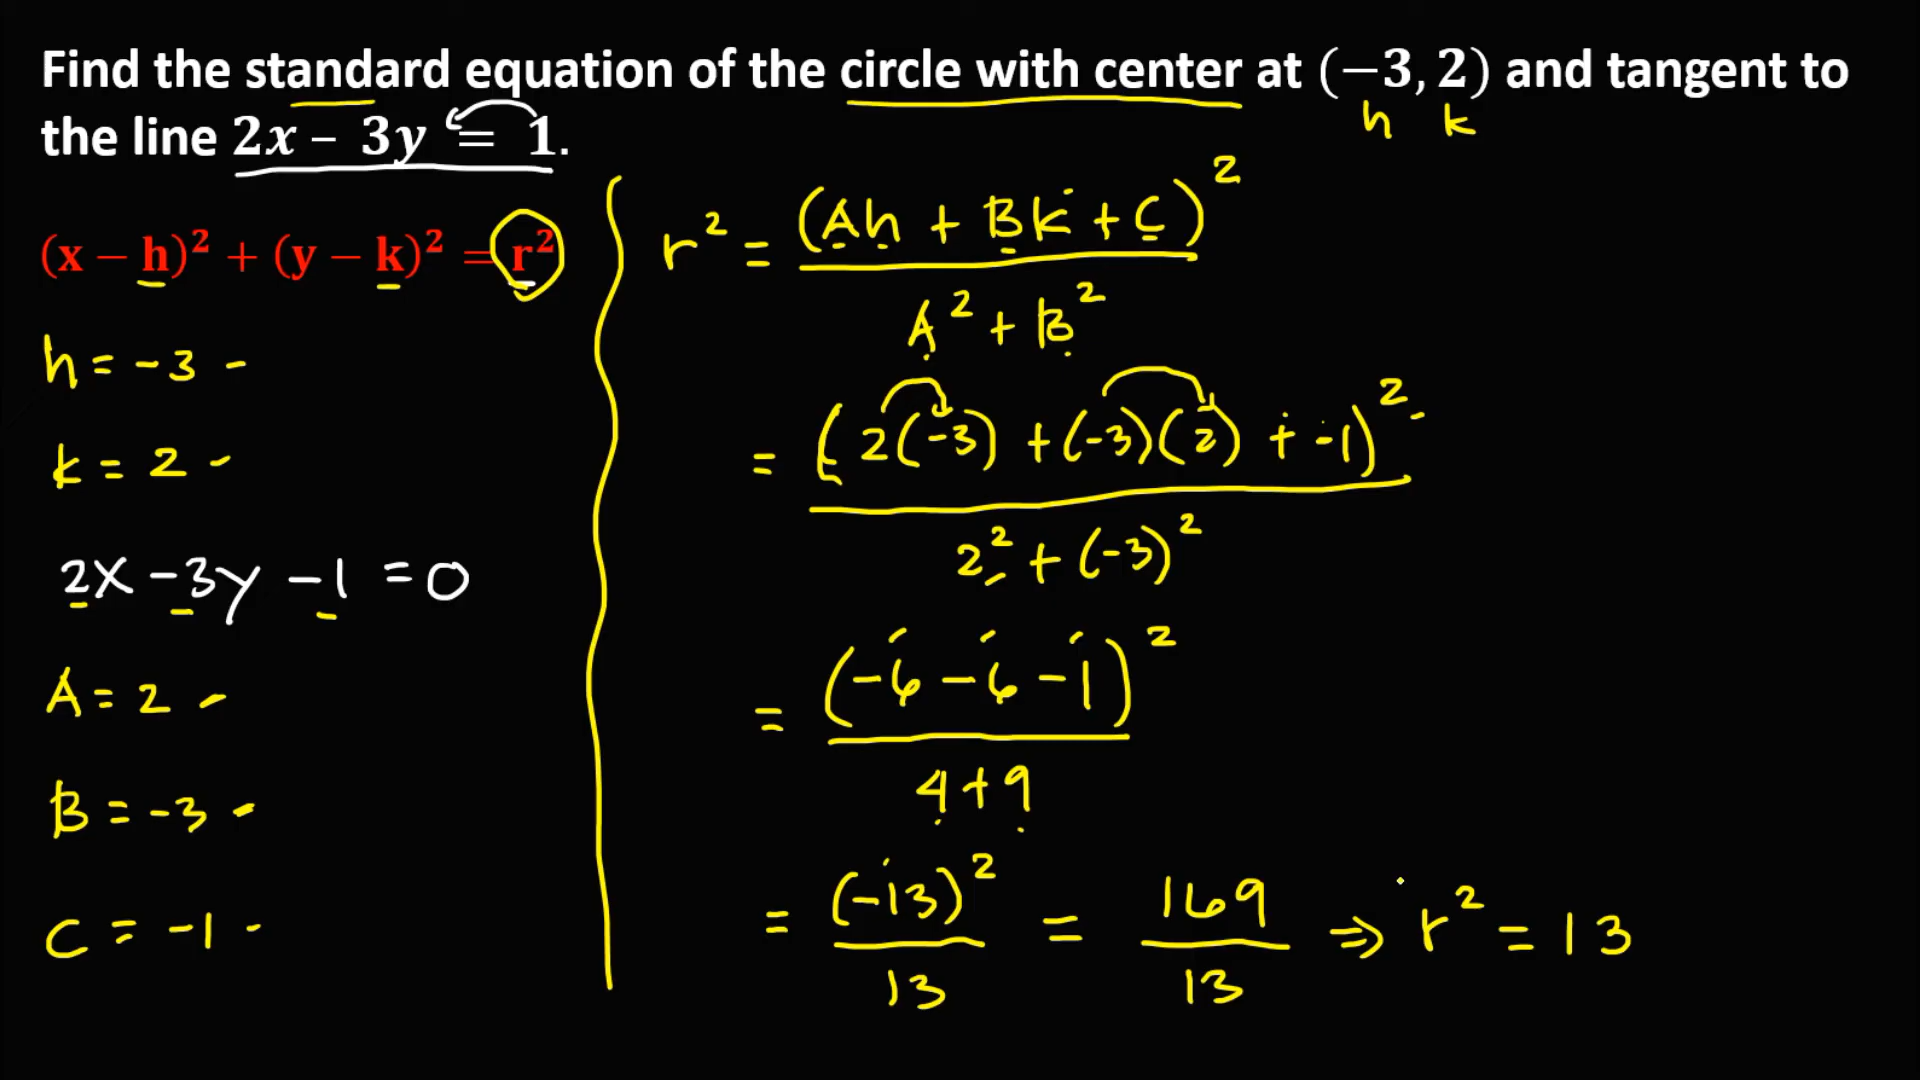 Find the standard equation of the circle with center at (−3, 2) and tangent to
the line 2x – 3y = 1.
h k
(x − h)² + (y − k)² = r²
h = -3
k = 2
2x -3y -1 = 0
A = 2
B = -3
C = -1
r² = (Ah + Bk + C)² / A² + B²
= (2(-3) + (-3)(2) + -1)² / 2² + (-3)²
= (-6 - 6 - 1)² / 4 + 9
= (-13)² / 13 = 169 / 13 ⇒ r² = 13